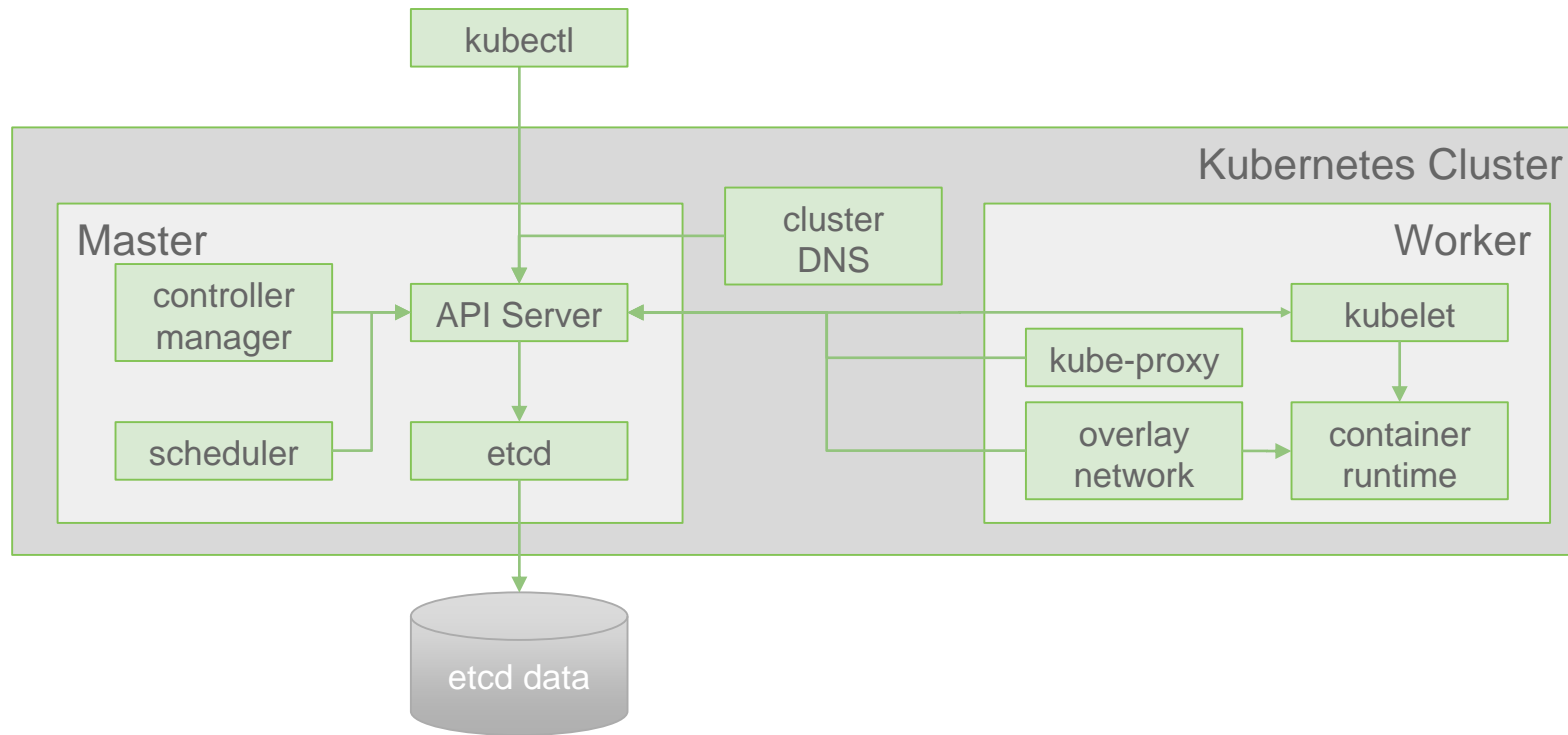 kubectl
Kubernetes Cluster
cluster
DNS
Master
Worker
controller
manager
API Server
kubelet
kube-proxy
scheduler
etcd
overlay
network
container
runtime
etcd data